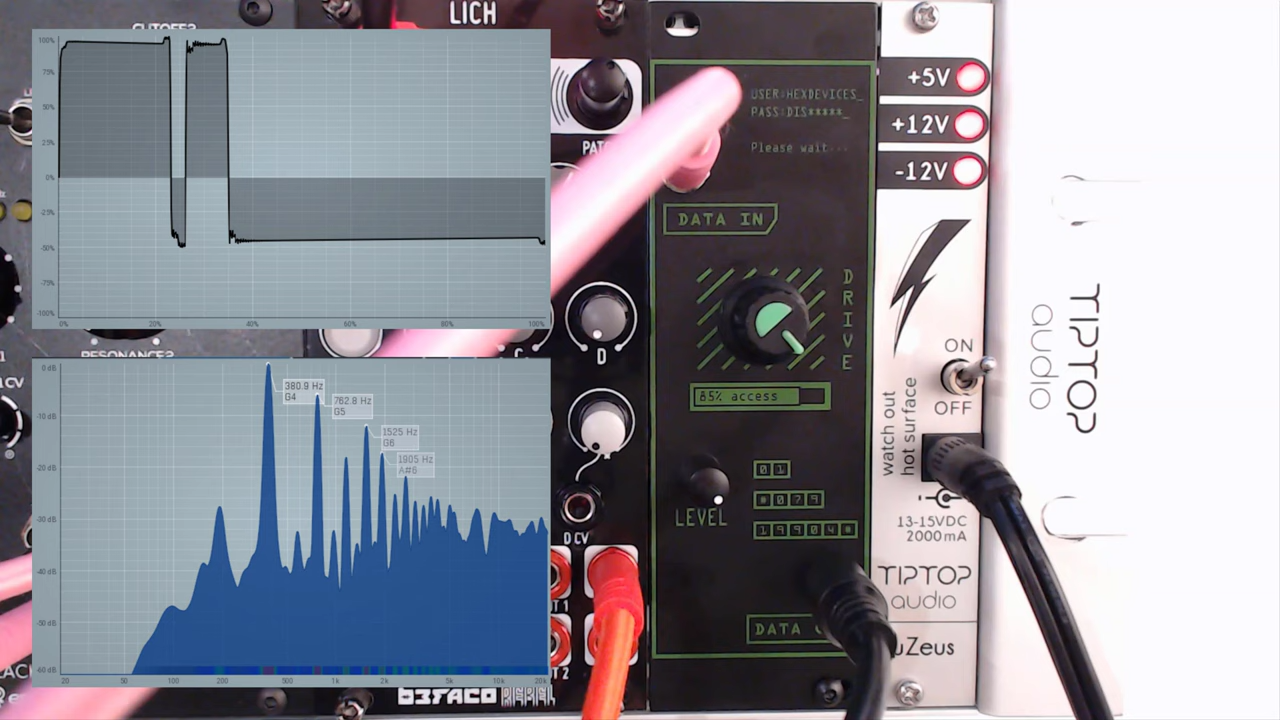 CUTOFF2
LICH
100%
75%
50%
25%
0%
-25%
-50%
-75%
-100%
0%
20%
40%
60%
80%
100%
RESONANCE2
C
D
D CV
0 dB
-10 dB
-20 dB
-30 dB
-40 dB
-50 dB
-60 dB
380.9 Hz
G4
762.8 Hz
G5
1525 Hz
G6
1905 Hz
A#6
20
50
100
200
500
1k
2k
5k
10k
20k
BEFACO REBEL
USER:HEXDEVICES_
PASS:DIS*****_
Please wait---
DATA IN
DRIVE
85% access
LEVEL
01
*079
19904*
DATA
+5V
+12V
-12V
ON
OFF
watch out
hot surface
13-15VDC
2000mA
TIPTOP
audio
uZeus
TIPTOP
audio